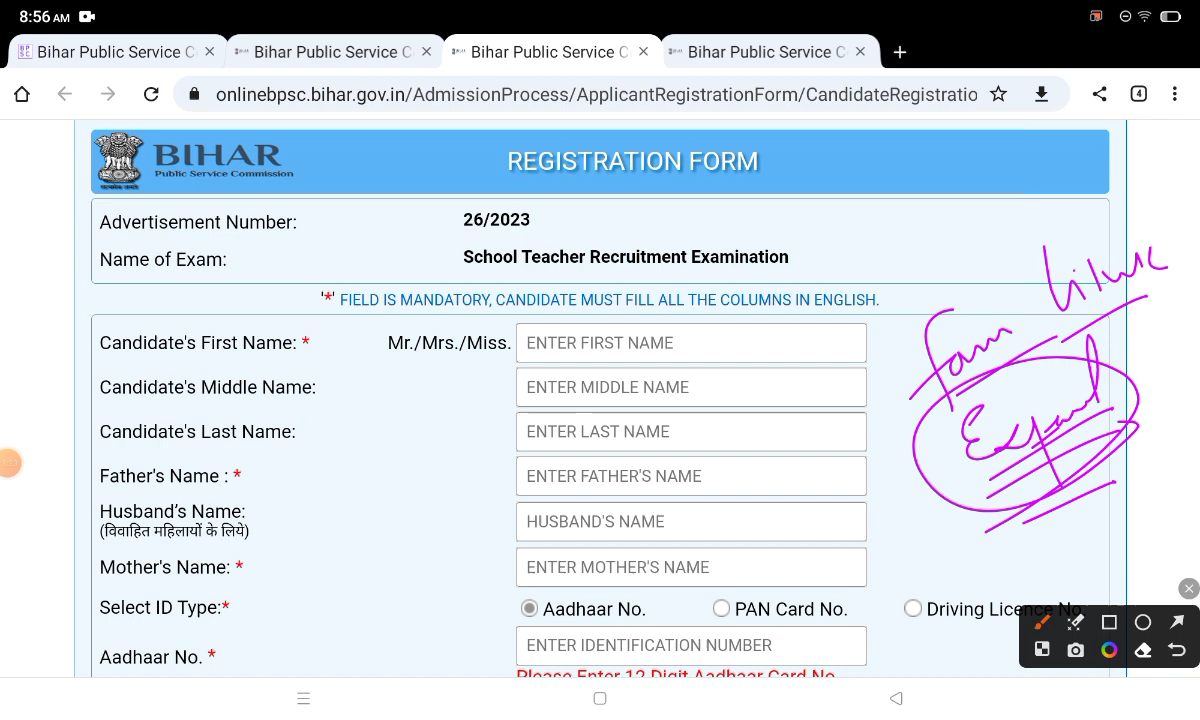 8:56 AM
Bihar Public Service C
Bihar Public Service C
Bihar Public Service C
Bihar Public Service C
onlinebpsc.bihar.gov.in/AdmissionProcess/ApplicantRegistrationForm/CandidateRegistratio
4
BIHAR
Public Service Commission
REGISTRATION FORM
Advertisement Number: 26/2023
Name of Exam: School Teacher Recruitment Examination
'*' FIELD IS MANDATORY, CANDIDATE MUST FILL ALL THE COLUMNS IN ENGLISH.
Candidate's First Name: * Mr./Mrs./Miss. ENTER FIRST NAME
Candidate's Middle Name: ENTER MIDDLE NAME
Candidate's Last Name: ENTER LAST NAME
Father's Name : * ENTER FATHER'S NAME
Husband's Name: HUSBAND'S NAME
(विवाहित महिलायों के लिये)
Mother's Name: * ENTER MOTHER'S NAME
Select ID Type:* Aadhaar No. PAN Card No. Driving Licence No.
Aadhaar No. * ENTER IDENTIFICATION NUMBER
Please Enter 12 Digit Aadhaar Card No